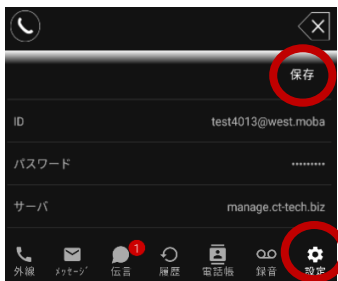 保存
ID test4013@west.moba
パスワード •••••••••
サーバ manage.ct-tech.biz
1
外線 メッセージ 伝言 履歴 電話帳 録音 設定